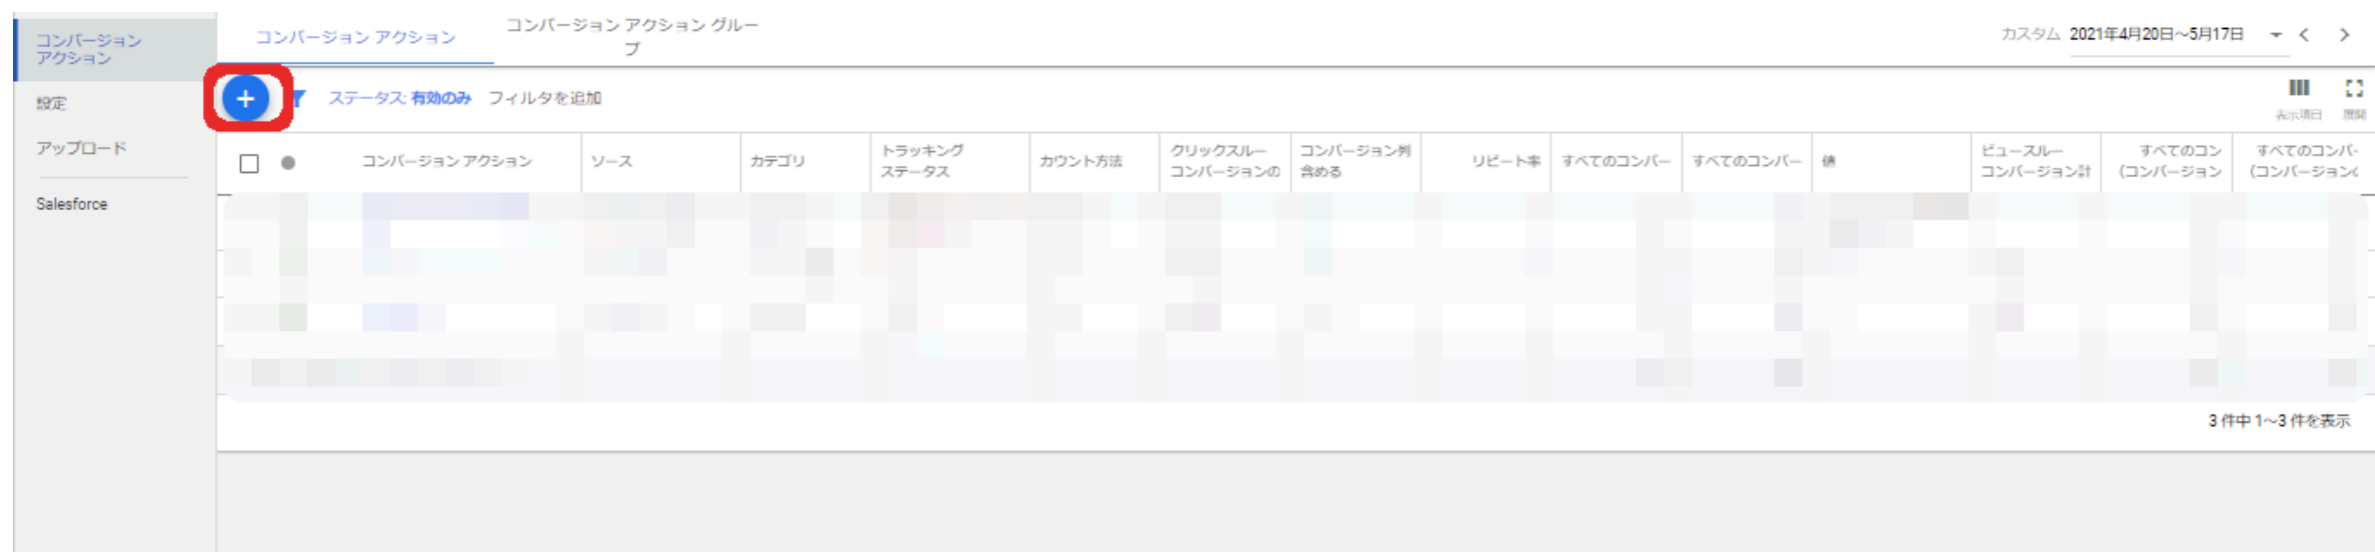 コンバージョン
アクション
設定
アップロード
Salesforce
コンバージョン アクション
コンバージョン アクション グルー
プ
カスタム 2021年4月20日～5月17日
ステータス: 有効のみ フィルタを追加
表示項目 展開
コンバージョン アクション
ソース
カテゴリ
トラッキング
ステータス
カウント方法
クリックスルー
コンバージョンの
コンバージョン列
含める
リピート率
すべてのコンバー
すべてのコンバー
値
ビュースルー
コンバージョン計
すべてのコン
(コンバージョン
すべてのコンバ-
(コンバージョン
3 件中 1～3 件を表示